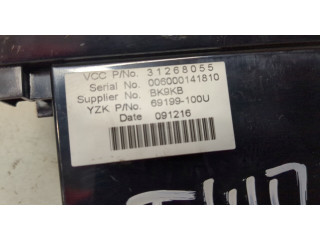 VCC P/No. 31268055
Serial No. 006000141810
Supplier No. BK9KB
YZK P/No. 69199-100U
Date 091216